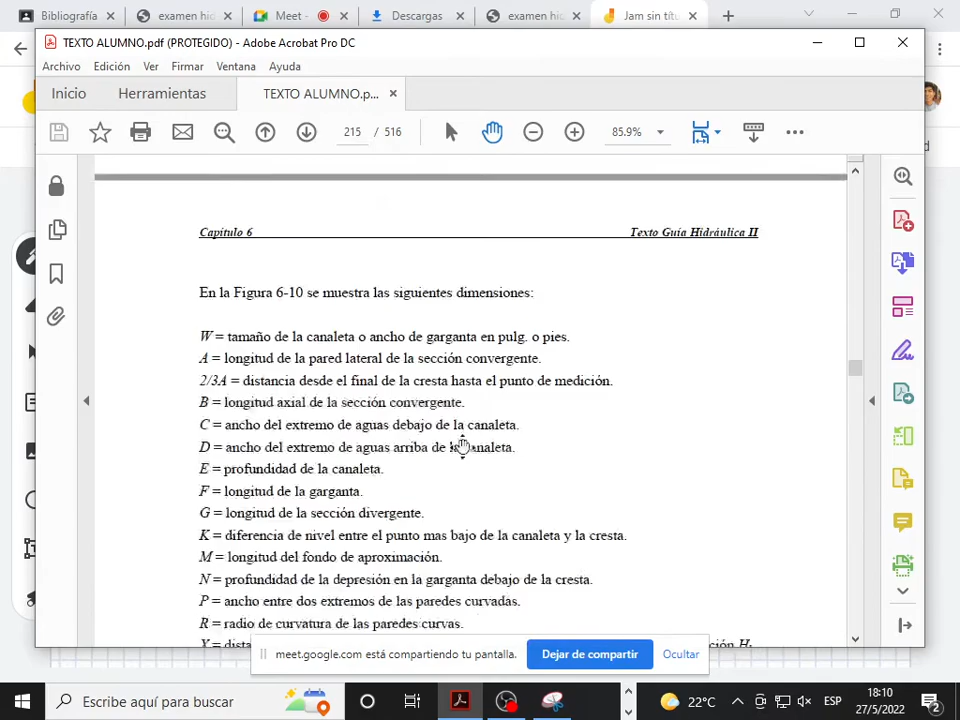 Bibliografía
examen hid
Meet -
Descargas
examen hid
Jam sin tít
TEXTO ALUMNO.pdf (PROTEGIDO) - Adobe Acrobat Pro DC
Archivo Edición Ver Firmar Ventana Ayuda
Inicio Herramientas TEXTO ALUMNO.p...
215 / 516 85.9%
Capitulo 6 Texto Guía Hidráulica II
En la Figura 6-10 se muestra las siguientes dimensiones:
W = tamaño de la canaleta o ancho de garganta en pulg. o pies.
A = longitud de la pared lateral de la sección convergente.
2/3A = distancia desde el final de la cresta hasta el punto de medición.
B = longitud axial de la sección convergente.
C = ancho del extremo de aguas debajo de la canaleta.
D = ancho del extremo de aguas arriba de la canaleta.
E = profundidad de la canaleta.
F = longitud de la garganta.
G = longitud de la sección divergente.
K = diferencia de nivel entre el punto mas bajo de la canaleta y la cresta.
M = longitud del fondo de aproximación.
N = profundidad de la depresión en la garganta debajo de la cresta.
P = ancho entre dos extremos de las paredes curvadas.
R = radio de curvatura de las paredes curvas.
meet.google.com está compartiendo tu pantalla. Dejar de compartir Ocultar
Escribe aquí para buscar
22°C
ESP
18:10
27/5/2022
2